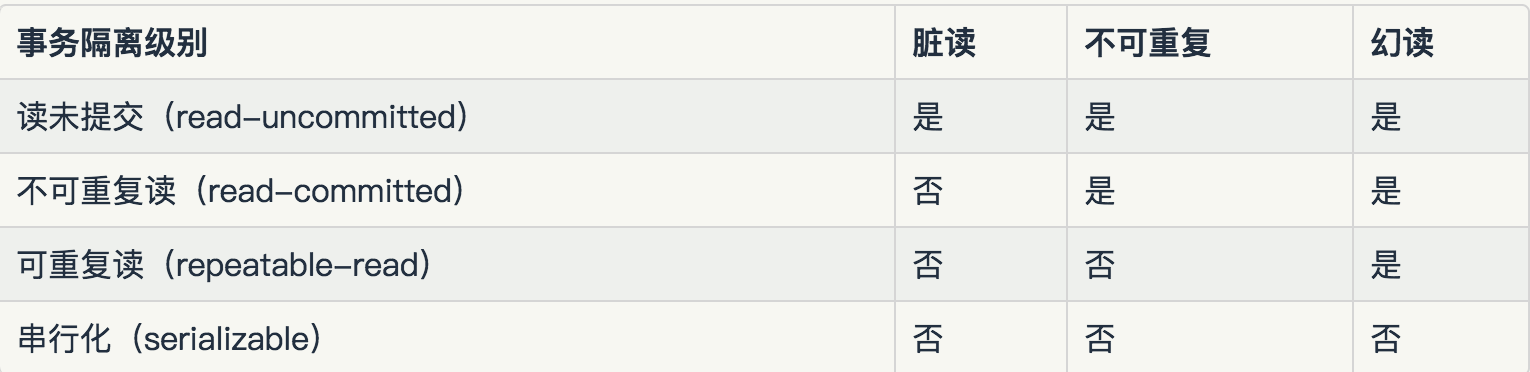 事务隔离级别 脏读 不可重复 幻读
读未提交（read-uncommitted） 是 是 是
不可重复读（read-committed） 否 是 是
可重复读（repeatable-read） 否 否 是
串行化（serializable） 否 否 否